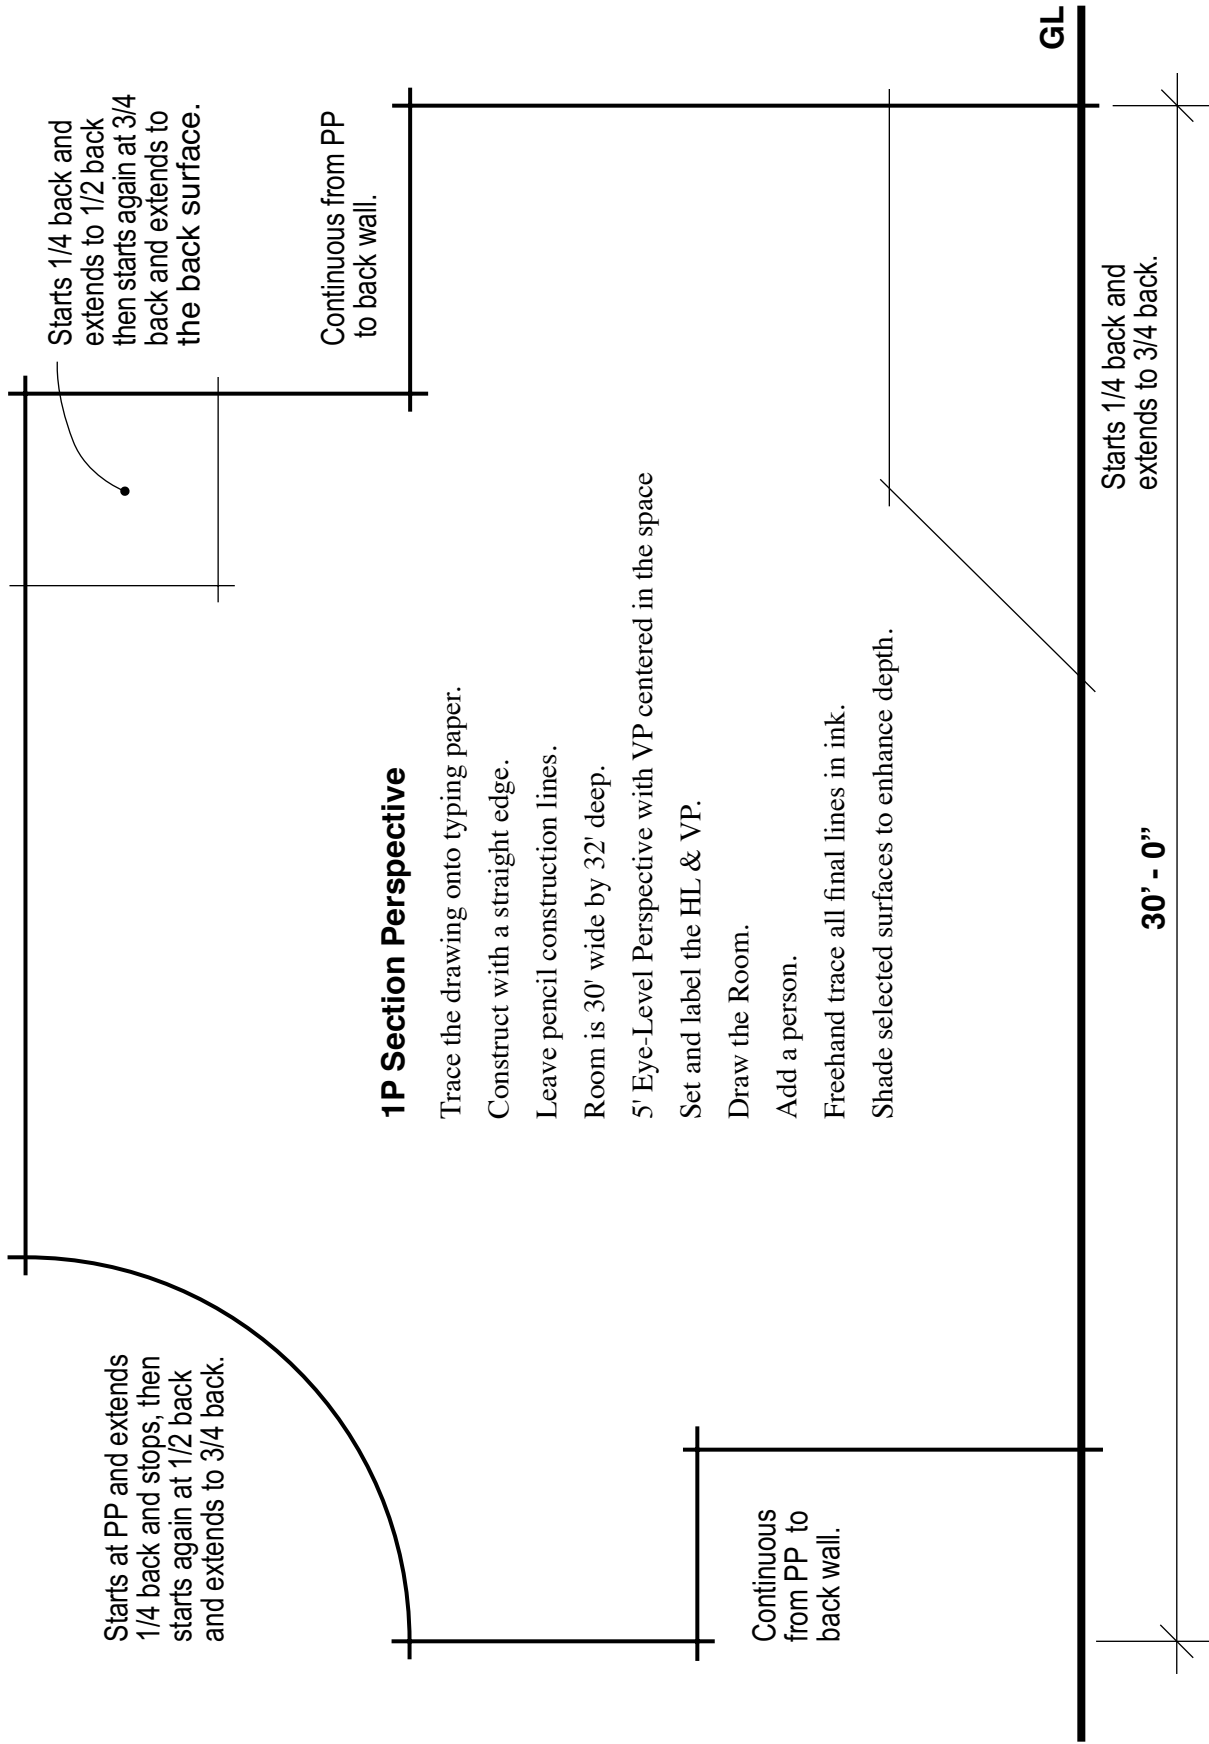 Starts at PP and extends
1/4 back and stops, then
starts again at 1/2 back
and extends to 3/4 back.
Starts 1/4 back and
extends to 1/2 back
then starts again at 3/4
back and extends to
the back surface.
Continuous from PP
to back wall.
1P Section Perspective
Trace the drawing onto typing paper.
Construct with a straight edge.
Leave pencil construction lines.
Room is 30' wide by 32' deep.
5' Eye-Level Perspective with VP centered in the space
Set and label the HL & VP.
Draw the Room.
Add a person.
Freehand trace all final lines in ink.
Shade selected surfaces to enhance depth.
Continuous
from PP to
back wall.
GL
Starts 1/4 back and
extends to 3/4 back.
30' - 0”